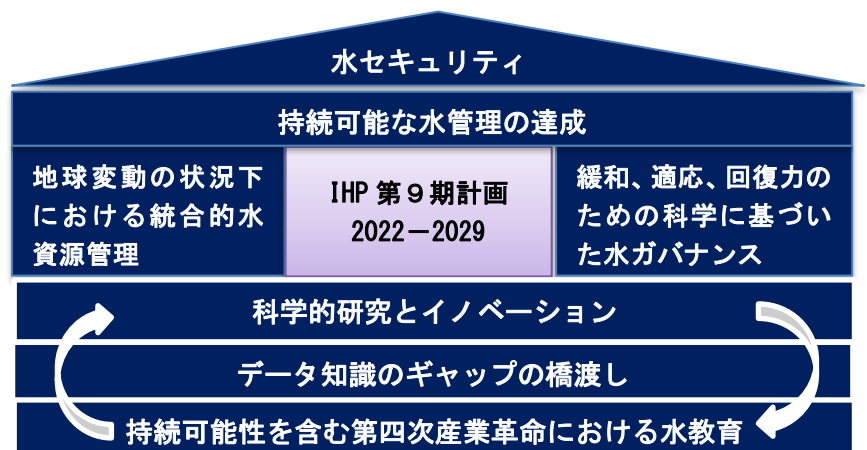 水セキュリティ
持続可能な水管理の達成
地球変動の状況下
における統合的水
資源管理
IHP 第９期計画
2022－2029
緩和、適応、回復力の
ための科学に基づい
た水ガバナンス
科学的研究とイノベーション
データ知識のギャップの橋渡し
持続可能性を含む第四次産業革命における水教育